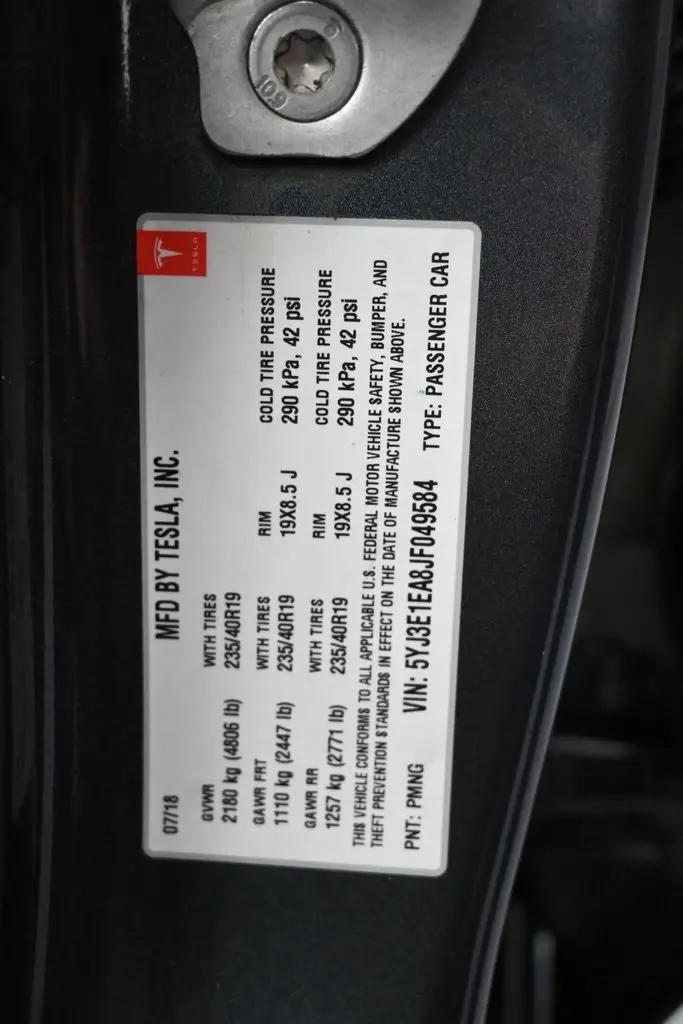 10.9
TESLA
07/18 MFD BY TESLA, INC.
GVWR WITH TIRES
2180 kg (4806 lb) 235/40R19
GAWR FRT WITH TIRES RIM COLD TIRE PRESSURE
1110 kg (2447 lb) 235/40R19 19X8.5 J 290 kPa, 42 psi
GAWR RR WITH TIRES RIM COLD TIRE PRESSURE
1257 kg (2771 lb) 235/40R19 19X8.5 J 290 kPa, 42 psi
THIS VEHICLE CONFORMS TO ALL APPLICABLE U.S. FEDERAL MOTOR VEHICLE SAFETY, BUMPER, AND
THEFT PREVENTION STANDARDS IN EFFECT ON THE DATE OF MANUFACTURE SHOWN ABOVE.
PNT: PMNG VIN: 5YJ3E1EA8JF049584 TYPE: PASSENGER CAR